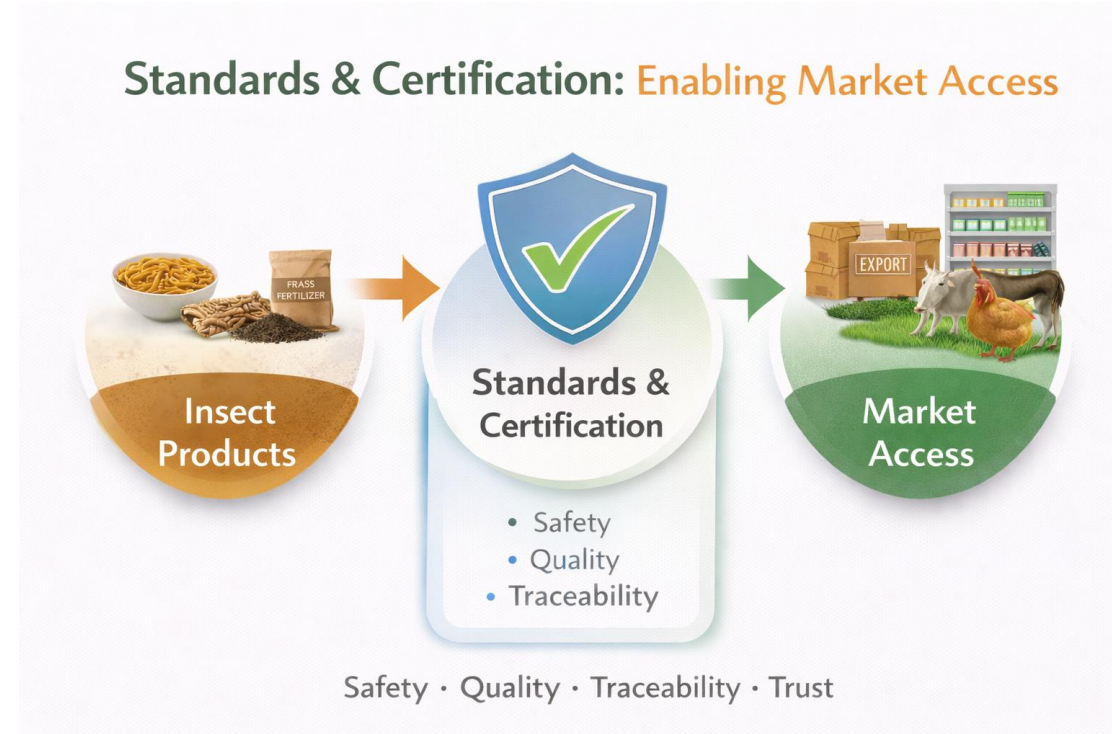 Standards & Certification: Enabling Market Access
FRASS
FERTILIZER
EXPORT
Insect
Products
Standards &
Certification
Market
Access
• Safety
• Quality
• Traceability
Safety · Quality · Traceability · Trust